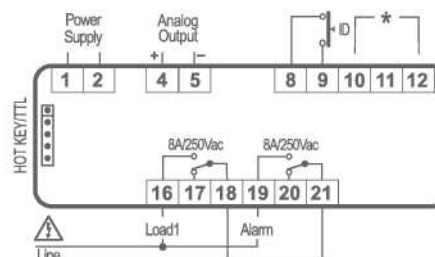 Power Supply
Analog Output
+ −
ID
*
1 2 4 5 8 9 10 11 12
HOT KEY/TTL
8A/250Vac 8A/250Vac
16 17 18 19 20 21
Load1 Alarm
Line